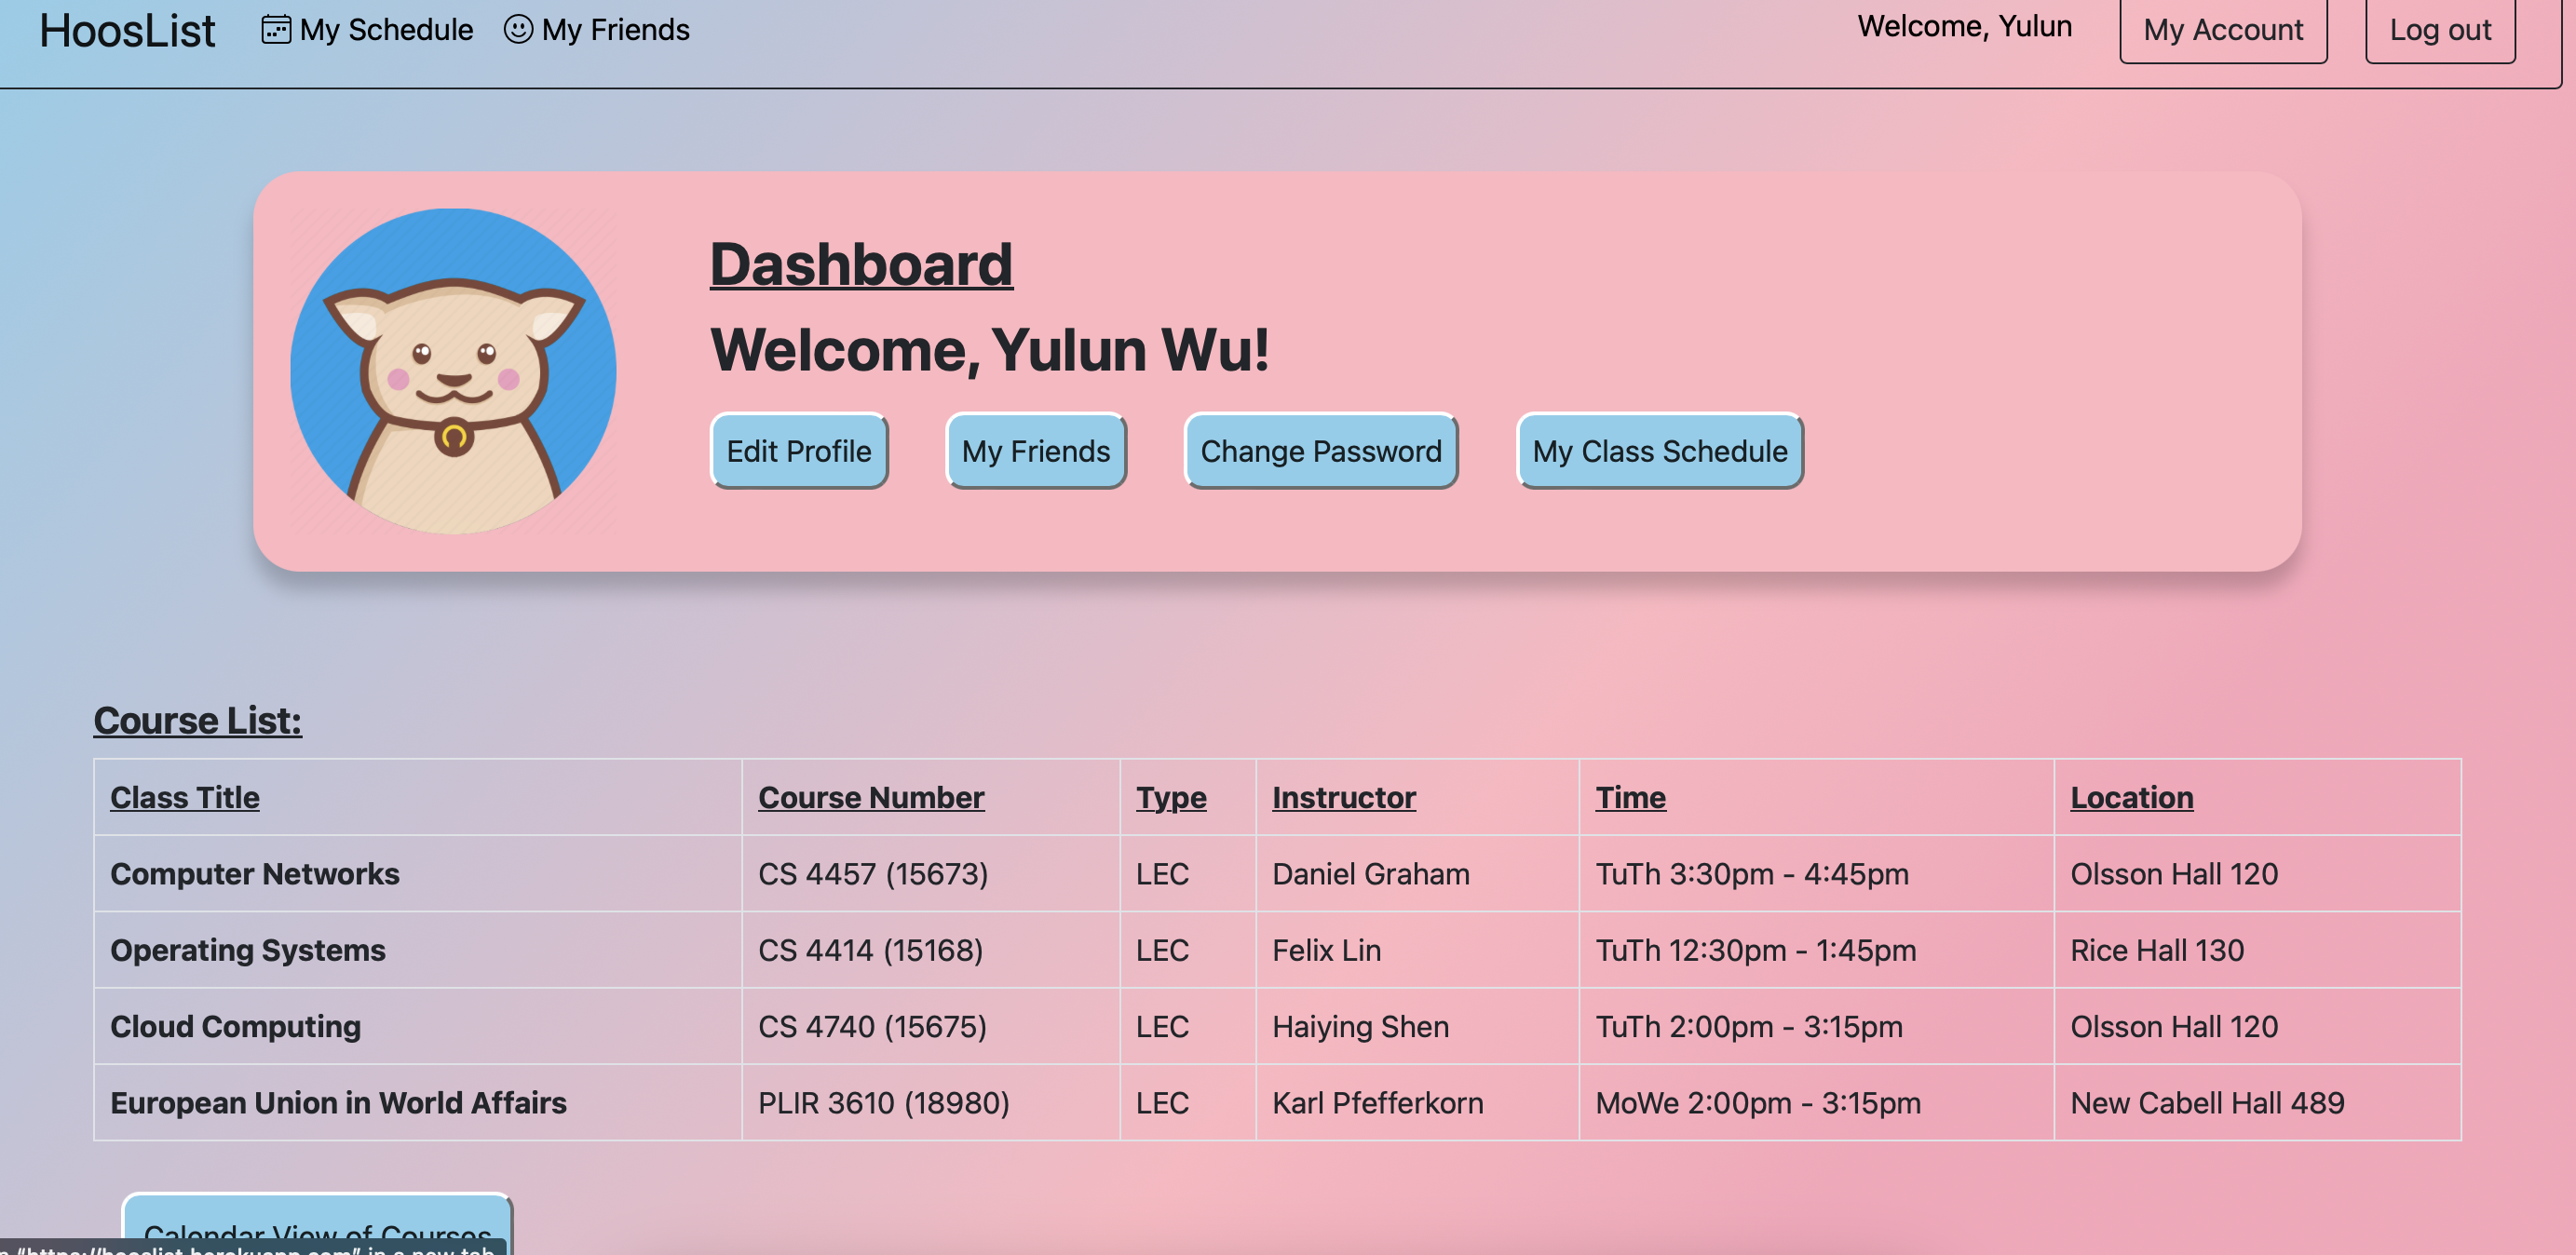 HoosList My Schedule My Friends Welcome, Yulun My Account Log out
Dashboard
Welcome, Yulun Wu!
Edit Profile My Friends Change Password My Class Schedule
Course List:
Class Title Course Number Type Instructor Time Location
Computer Networks CS 4457 (15673) LEC Daniel Graham TuTh 3:30pm - 4:45pm Olsson Hall 120
Operating Systems CS 4414 (15168) LEC Felix Lin TuTh 12:30pm - 1:45pm Rice Hall 130
Cloud Computing CS 4740 (15675) LEC Haiying Shen TuTh 2:00pm - 3:15pm Olsson Hall 120
European Union in World Affairs PLIR 3610 (18980) LEC Karl Pfefferkorn MoWe 2:00pm - 3:15pm New Cabell Hall 489
Calendar View of Courses
"https://hooslist.herokuapp.com" in a new tab